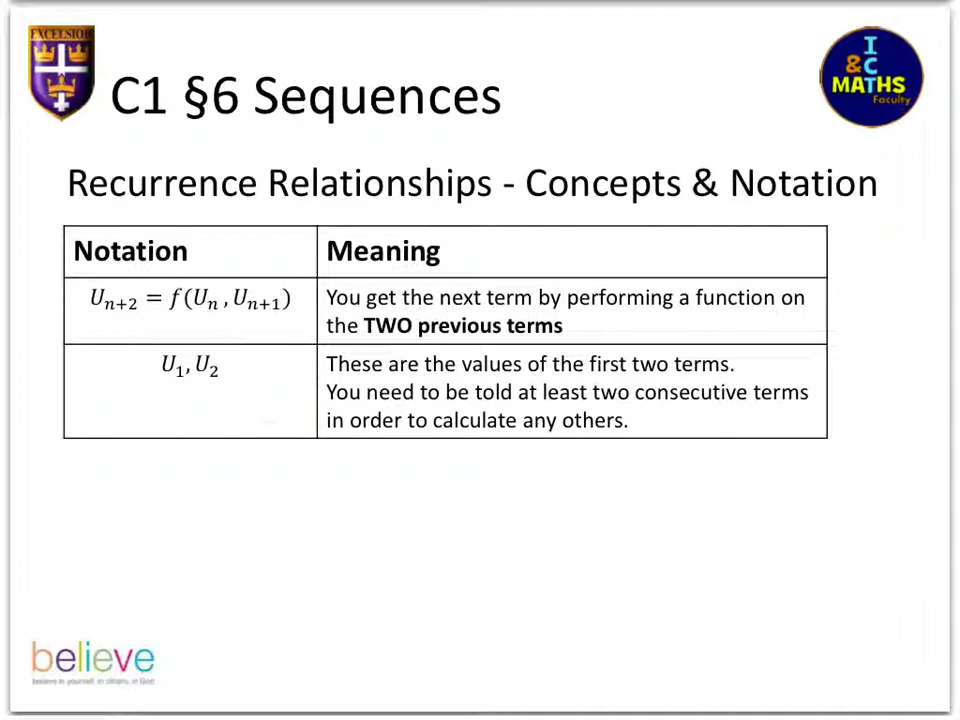 EXCELSIOR
I
& C
MATHS
Faculty
C1 §6 Sequences
Recurrence Relationships - Concepts & Notation
Notation
Meaning
Uₙ₊₂ = f(Uₙ , Uₙ₊₁)
You get the next term by performing a function on
the TWO previous terms
U₁, U₂
These are the values of the first two terms.
You need to be told at least two consecutive terms
in order to calculate any others.
believe
believe in yourself, in others, in God